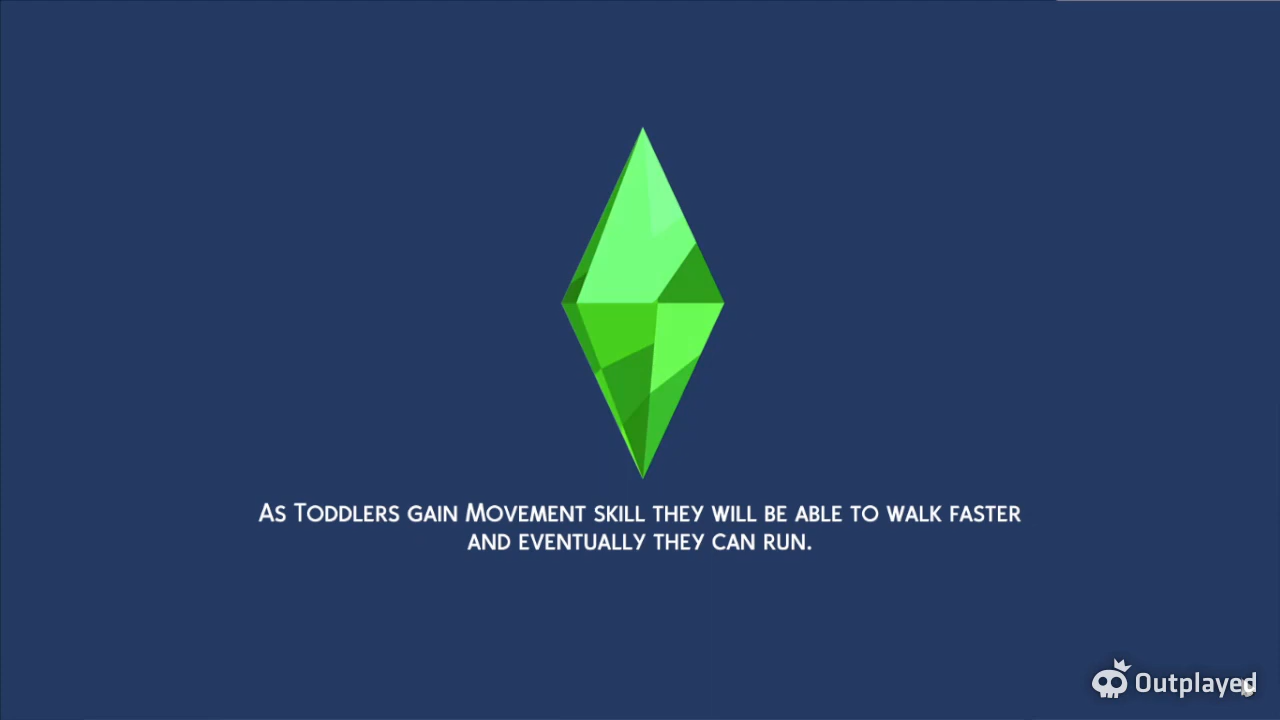 As Toddlers gain Movement skill they will be able to walk faster
and eventually they can run.
Outplayed